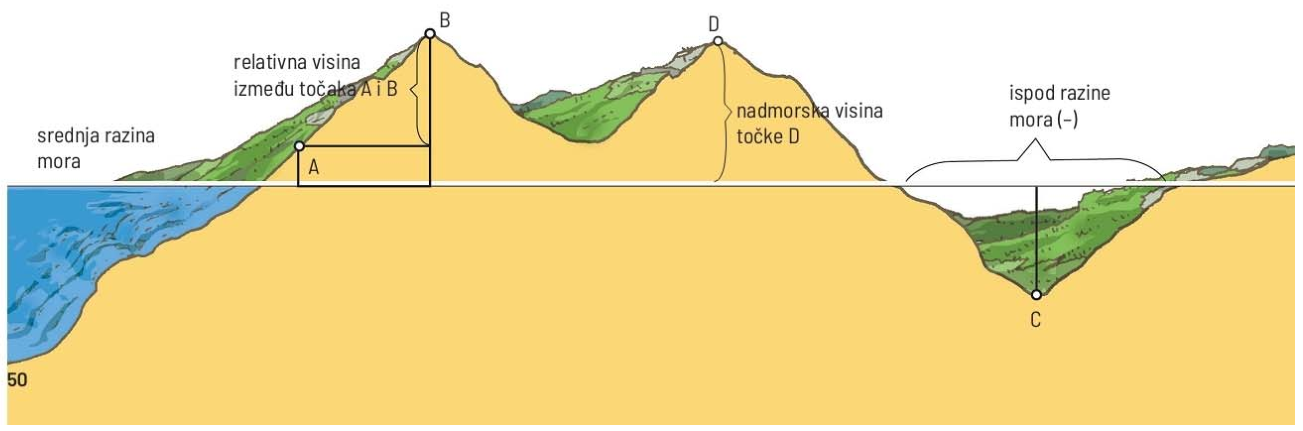 B
D
relativna visina
između točaka A i B
ispod razine
mora (–)
nadmorska visina
točke D
srednja razina
mora
A
C
50